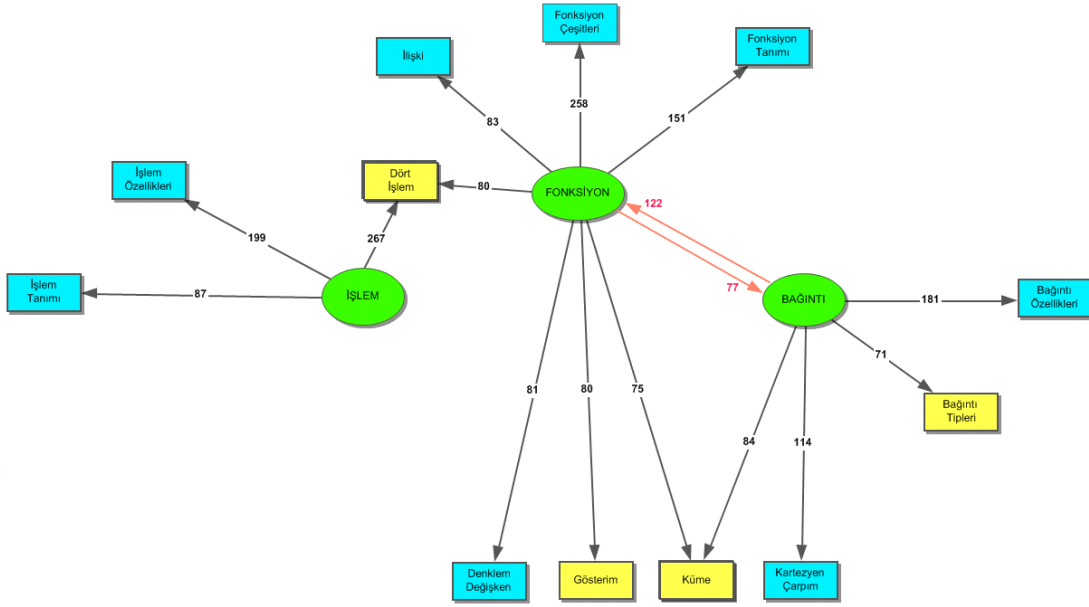 Fonksiyon
Çeşitleri
Fonksiyon
Tanımı
İlişki
258
151
83
İşlem
Özellikleri
Dört
İşlem
80
FONKSİYON
122
199
267
77
İşlem
Tanımı
87
İŞLEM
BAĞINTI
181
Bağıntı
Özellikleri
71
81
80
75
Bağıntı
Tipleri
84
114
Denklem
Değişken
Gösterim
Küme
Kartezyen
Çarpım